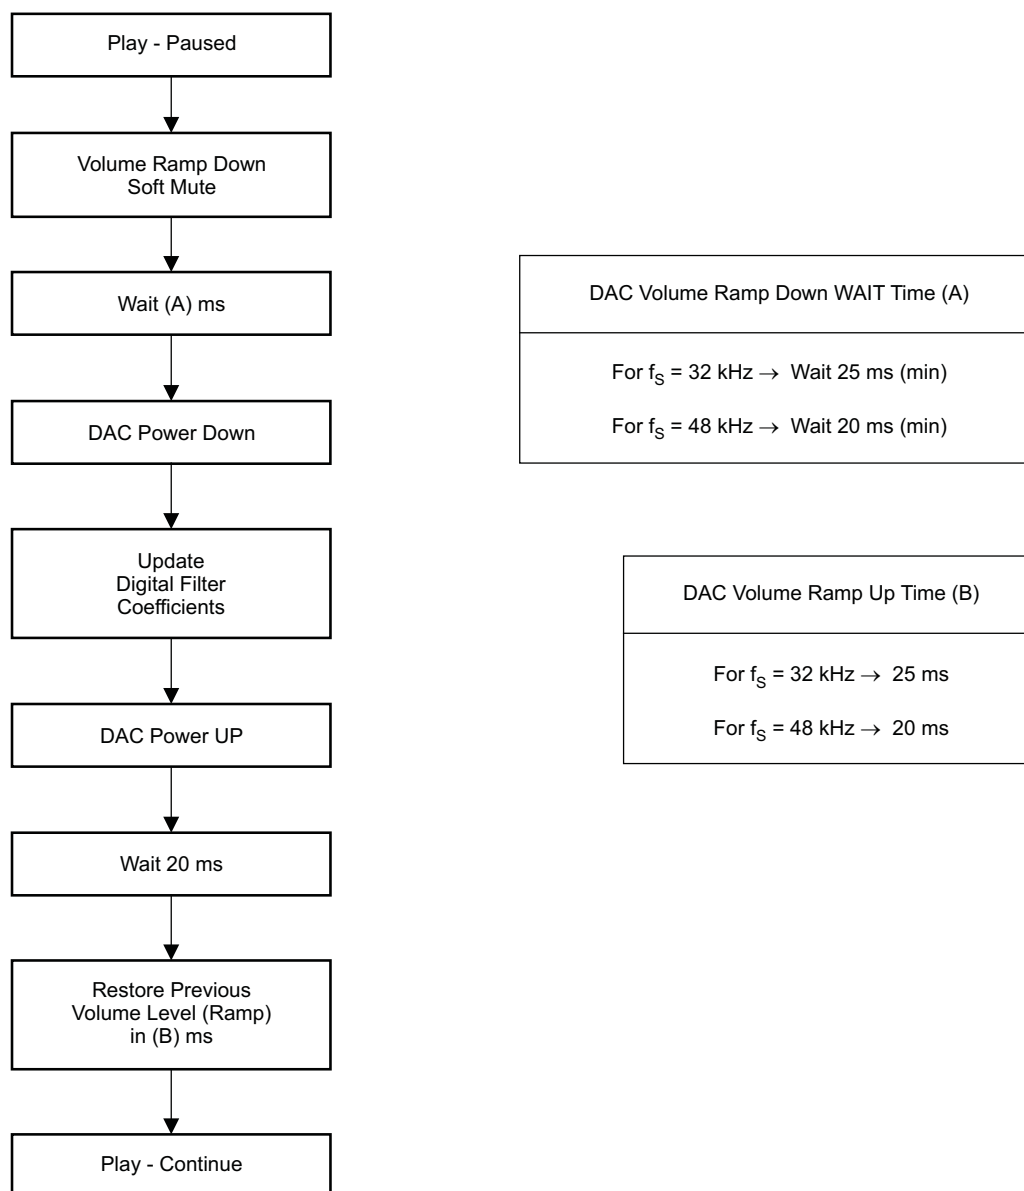 Play - Paused
Volume Ramp Down
Soft Mute
Wait (A) ms
DAC Power Down
Update
Digital Filter
Coefficients
DAC Power UP
Wait 20 ms
Restore Previous
Volume Level (Ramp)
in (B) ms
Play - Continue
DAC Volume Ramp Down WAIT Time (A)
For fS = 32 kHz → Wait 25 ms (min)
For fS = 48 kHz → Wait 20 ms (min)
DAC Volume Ramp Up Time (B)
For fS = 32 kHz → 25 ms
For fS = 48 kHz → 20 ms